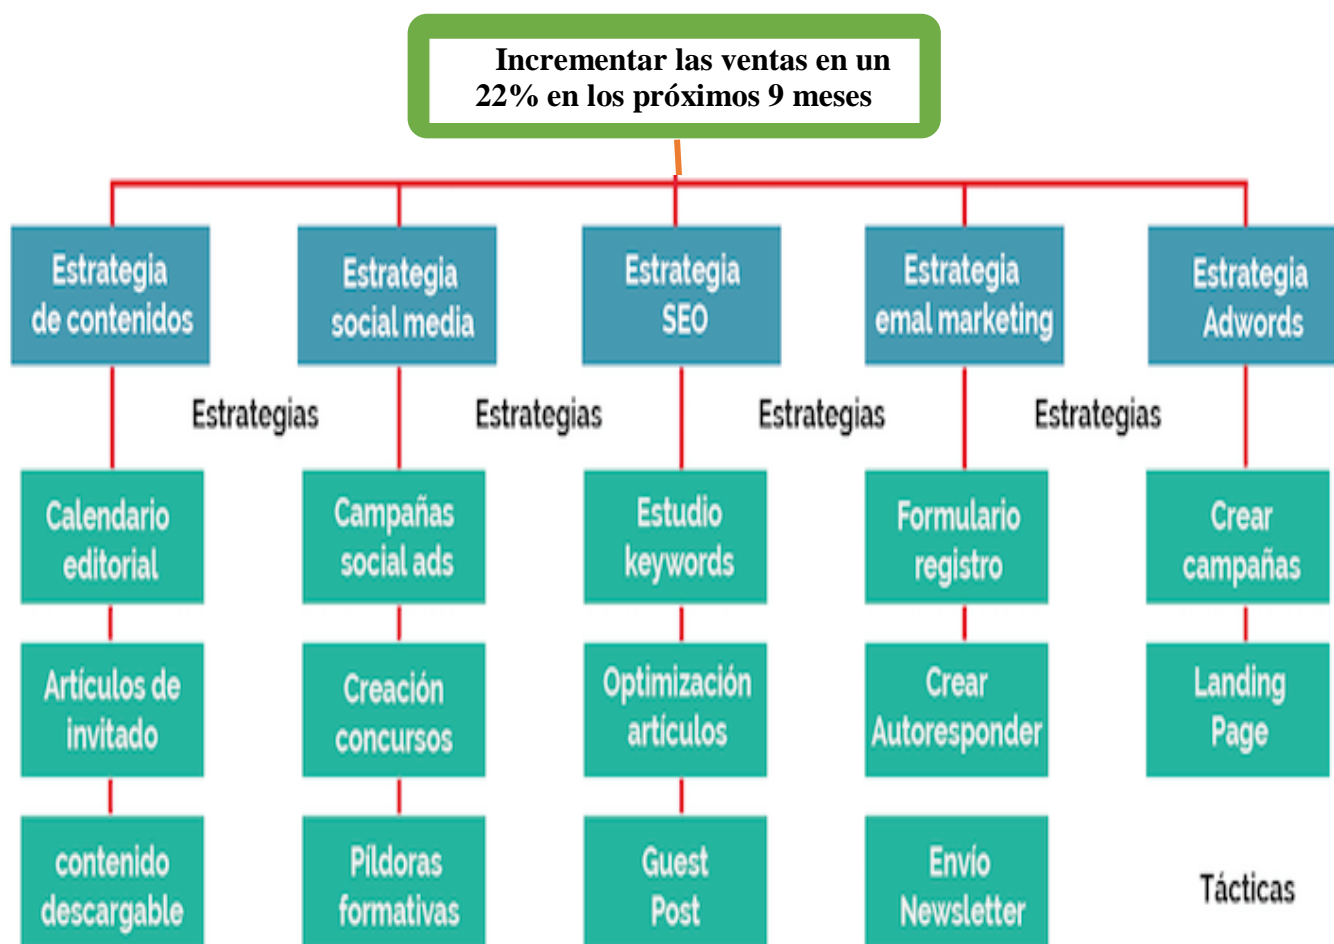 Incrementar las ventas en un
22% en los próximos 9 meses
Estrategia
de contenidos
Estrategia
social media
Estrategia
SEO
Estrategia
emal marketing
Estrategia
Adwords
Estrategias
Estrategias
Estrategias
Estrategias
Calendario
editorial
Campañas
social ads
Estudio
keywords
Formulario
registro
Crear
campañas
Artículos de
invitado
Creación
concursos
Optimización
artículos
Crear
Autoresponder
Landing
Page
contenido
descargable
Píldoras
formativas
Guest
Post
Envío
Newsletter
Tácticas